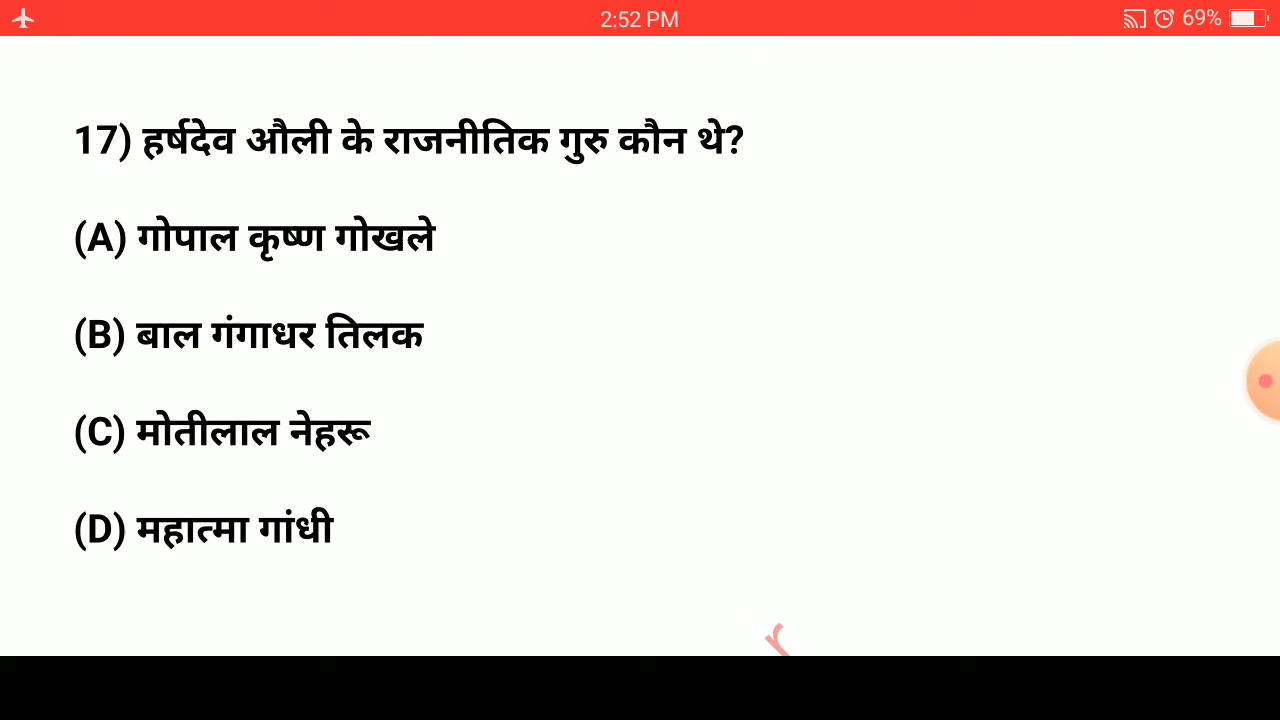 2:52 PM
69%
17) हर्षदेव औली के राजनीतिक गुरु कौन थे?
(A) गोपाल कृष्ण गोखले
(B) बाल गंगाधर तिलक
(C) मोतीलाल नेहरू
(D) महात्मा गांधी